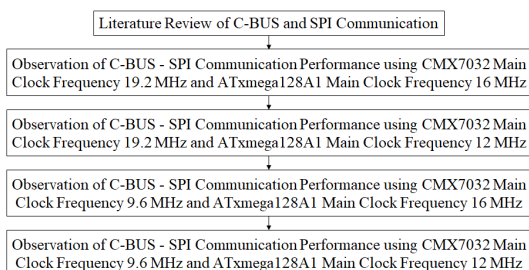 Literature Review of C-BUS and SPI Communication
Observation of C-BUS - SPI Communication Performance using CMX7032 Main
Clock Frequency 19.2 MHz and ATxmega128A1 Main Clock Frequency 16 MHz
Observation of C-BUS - SPI Communication Performance using CMX7032 Main
Clock Frequency 19.2 MHz and ATxmega128A1 Main Clock Frequency 12 MHz
Observation of C-BUS - SPI Communication Performance using CMX7032 Main
Clock Frequency 9.6 MHz and ATxmega128A1 Main Clock Frequency 16 MHz
Observation of C-BUS - SPI Communication Performance using CMX7032 Main
Clock Frequency 9.6 MHz and ATxmega128A1 Main Clock Frequency 12 MHz